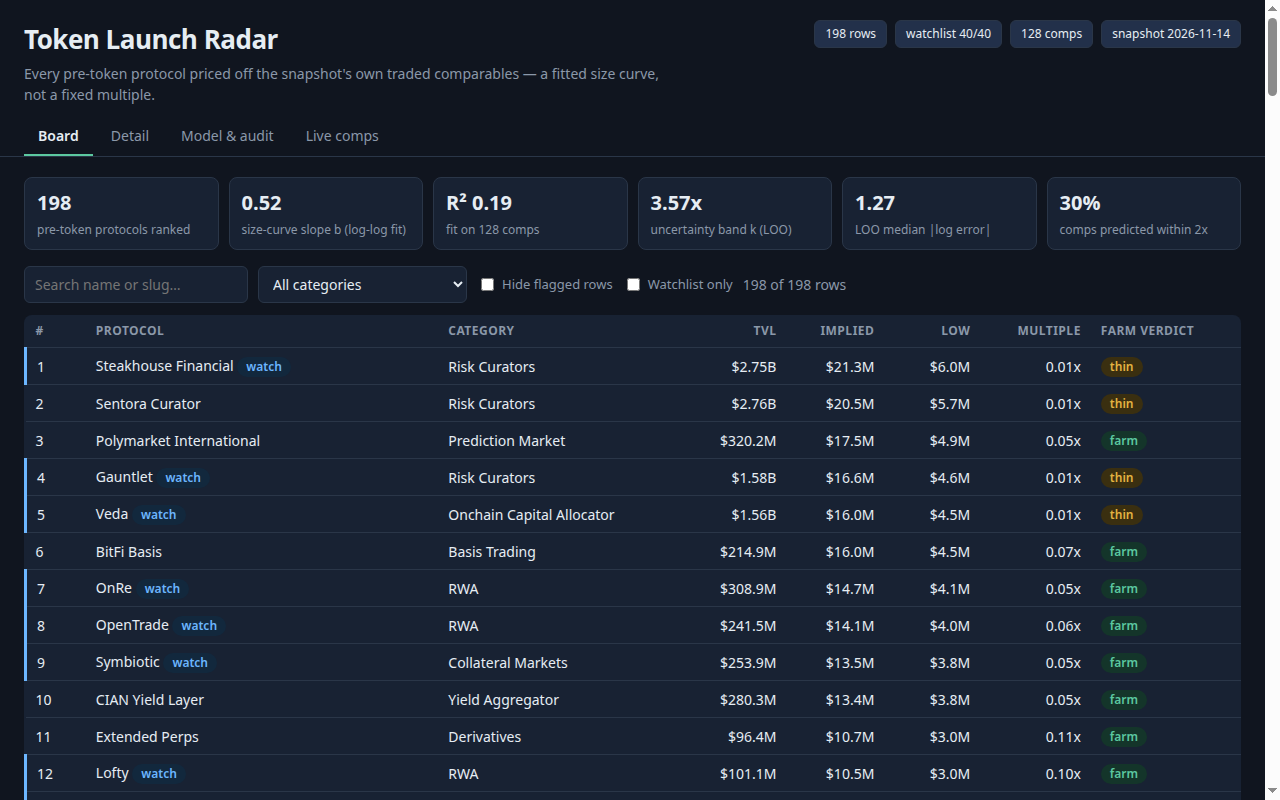 Token Launch Radar
198 rows watchlist 40/40 128 comps snapshot 2026-11-14
Every pre-token protocol priced off the snapshot's own traded comparables — a fitted size curve,
not a fixed multiple.
Board Detail Model & audit Live comps
198 0.52 R² 0.19 3.57x 1.27 30%
pre-token protocols ranked size-curve slope b (log-log fit) fit on 128 comps uncertainty band k (LOO) LOO median |log error| comps predicted within 2x
Search name or slug... All categories Hide flagged rows Watchlist only 198 of 198 rows
# PROTOCOL CATEGORY TVL IMPLIED LOW MULTIPLE FARM VERDICT
1 Steakhouse Financial watch Risk Curators $2.75B $21.3M $6.0M 0.01x thin
2 Sentora Curator Risk Curators $2.76B $20.5M $5.7M 0.01x thin
3 Polymarket International Prediction Market $320.2M $17.5M $4.9M 0.05x farm
4 Gauntlet watch Risk Curators $1.58B $16.6M $4.6M 0.01x thin
5 Veda watch Onchain Capital Allocator $1.56B $16.0M $4.5M 0.01x thin
6 BitFi Basis Basis Trading $214.9M $16.0M $4.5M 0.07x farm
7 OnRe watch RWA $308.9M $14.7M $4.1M 0.05x farm
8 OpenTrade watch RWA $241.5M $14.1M $4.0M 0.06x farm
9 Symbiotic watch Collateral Markets $253.9M $13.5M $3.8M 0.05x farm
10 CIAN Yield Layer Yield Aggregator $280.3M $13.4M $3.8M 0.05x farm
11 Extended Perps Derivatives $96.4M $10.7M $3.0M 0.11x farm
12 Lofty watch RWA $101.1M $10.5M $3.0M 0.10x farm